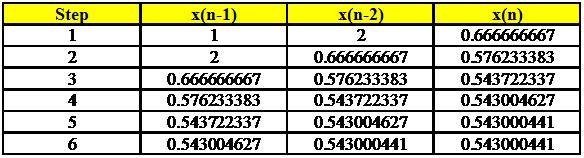 Step x(n-1) x(n-2) x(n)
1 1 2 0.666666667
2 2 0.666666667 0.576233383
3 0.666666667 0.576233383 0.543722337
4 0.576233383 0.543722337 0.543004627
5 0.543722337 0.543004627 0.543000441
6 0.543004627 0.543000441 0.543000441